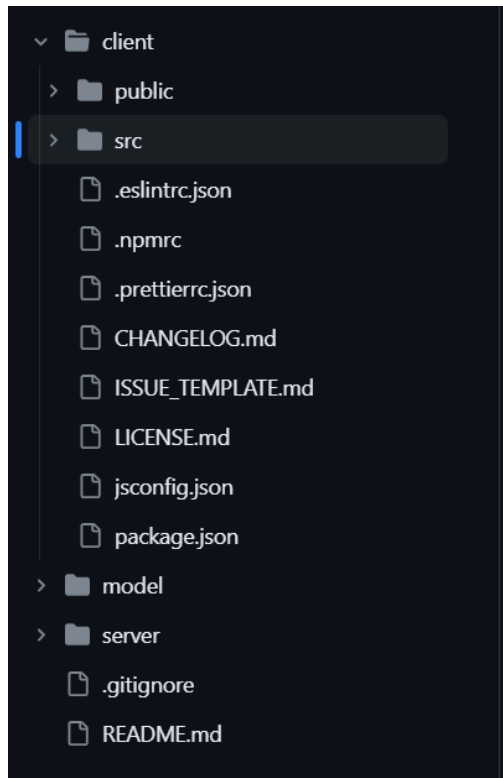 client
public
src
.eslintrc.json
.npmrc
.prettierrc.json
CHANGELOG.md
ISSUE_TEMPLATE.md
LICENSE.md
jsconfig.json
package.json
model
server
.gitignore
README.md